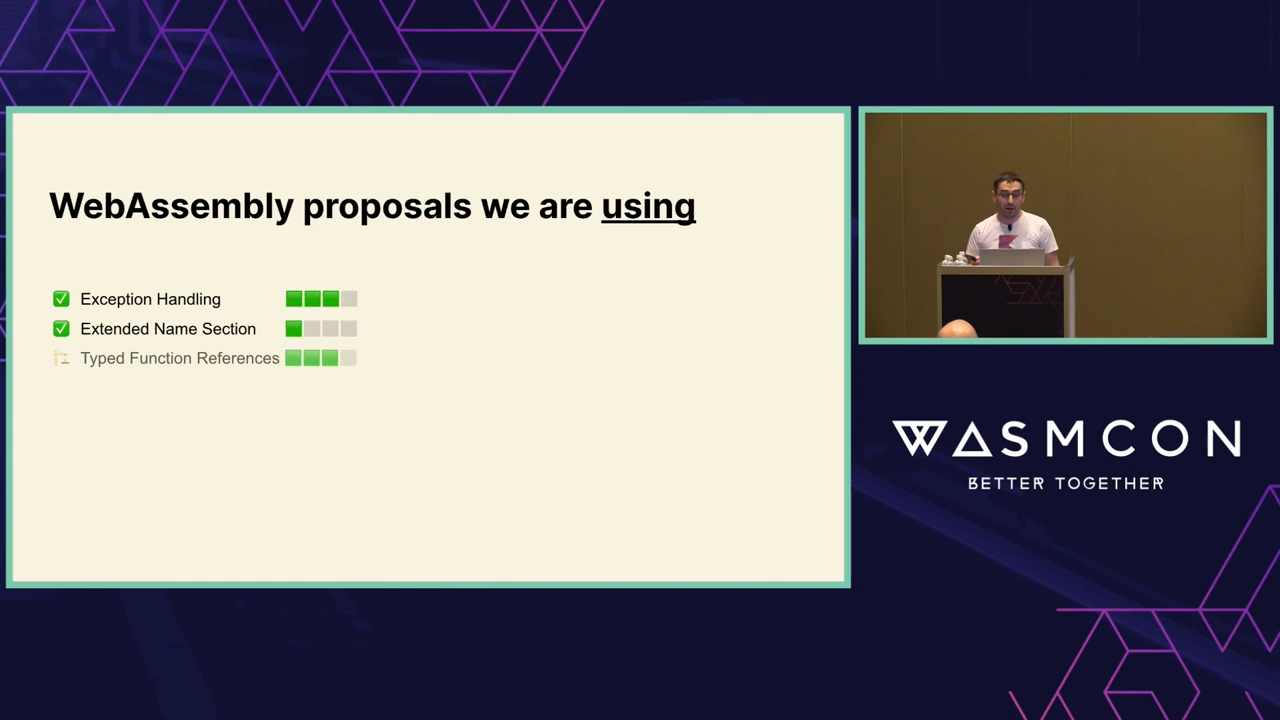 WebAssembly proposals we are using
✅ Exception Handling
✅ Extended Name Section
🏗️ Typed Function References
WASMCON
BETTER TOGETHER